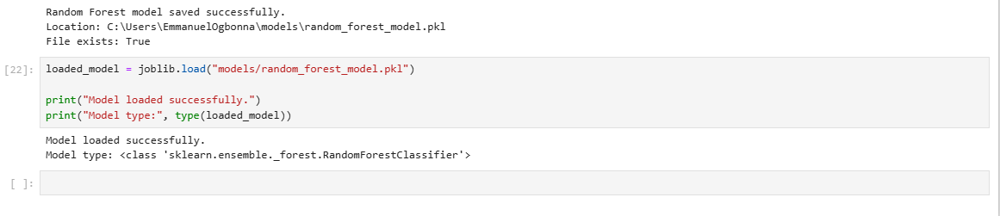 Random Forest model saved successfully.
Location: C:\Users\EmmanuelOgbonna\models\random_forest_model.pkl
File exists: True
[22]: loaded_model = joblib.load("models/random_forest_model.pkl")
print("Model loaded successfully.")
print("Model type:", type(loaded_model))
Model loaded successfully.
Model type: <class 'sklearn.ensemble._forest.RandomForestClassifier'>
[ ]: